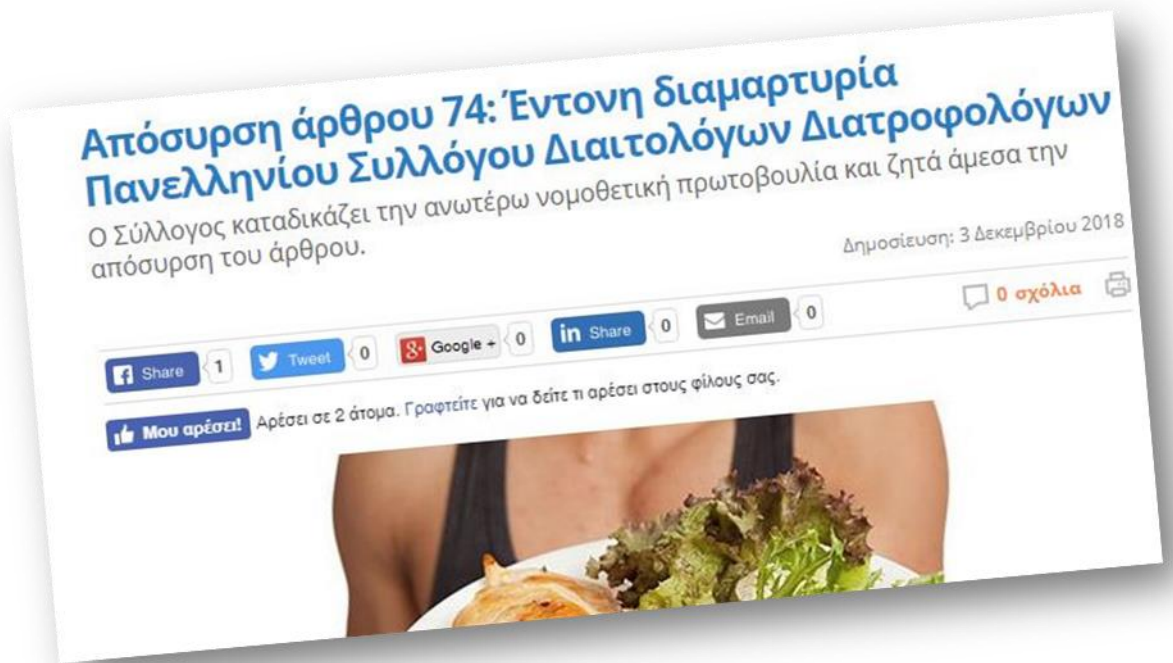 Απόσυρση άρθρου 74: Έντονη διαμαρτυρία
Πανελληνίου Συλλόγου Διαιτολόγων Διατροφολόγων
Ο Σύλλογος καταδικάζει την ανωτέρω νομοθετική πρωτοβουλία και ζητά άμεσα την
απόσυρση του άρθρου.
Δημοσίευση: 3 Δεκεμβρίου 2018
Share 1 Tweet 0 Google + 0 in Share 0 Email 0 0 σχόλια
Μου αρέσει! Αρέσει σε 2 άτομα. Γραφτείτε για να δείτε τι αρέσει στους φίλους σας.